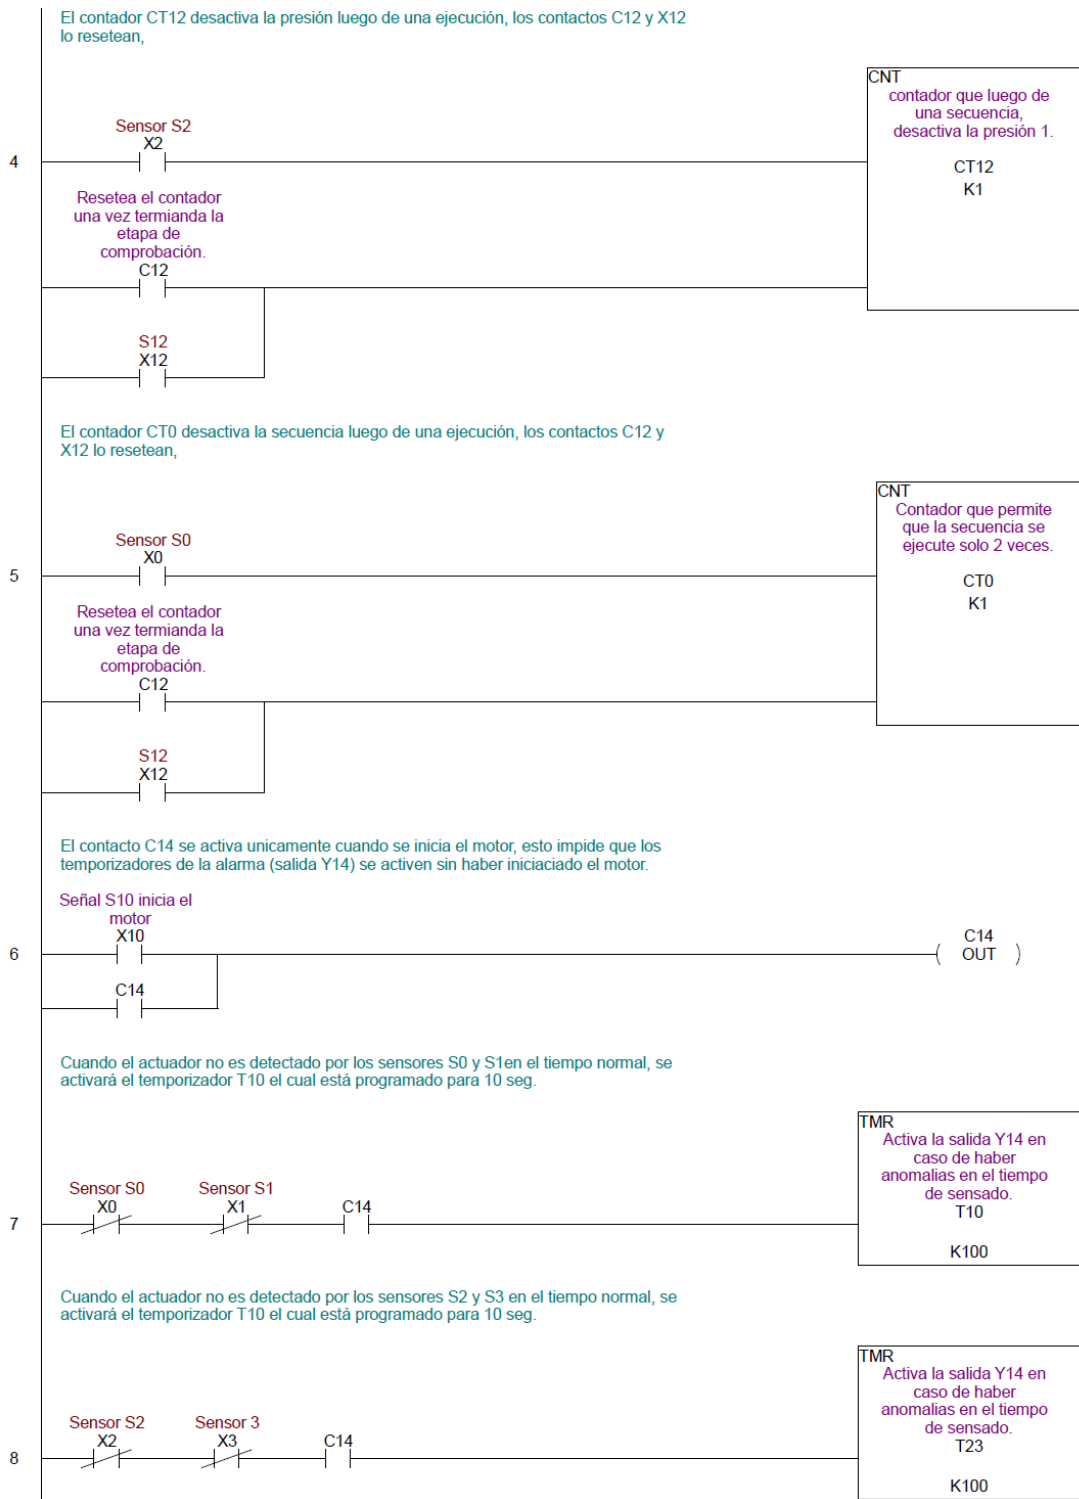 El contador CT12 desactiva la presión luego de una ejecución, los contactos C12 y X12
lo resetean,
CNT
contador que luego de
una secuencia,
desactiva la presión 1.
CT12
K1
Sensor S2
X2
4
Resetea el contador
una vez termianda la
etapa de
comprobación.
C12
S12
X12
El contador CT0 desactiva la secuencia luego de una ejecución, los contactos C12 y
X12 lo resetean,
CNT
Contador que permite
que la secuencia se
ejecute solo 2 veces.
CT0
K1
Sensor S0
X0
5
Resetea el contador
una vez termianda la
etapa de
comprobación.
C12
S12
X12
El contacto C14 se activa unicamente cuando se inicia el motor, esto impide que los
temporizadores de la alarma (salida Y14) se activen sin haber iniciaciado el motor.
Señal S10 inicia el
motor
X10
6
C14
OUT
C14
Cuando el actuador no es detectado por los sensores S0 y S1en el tiempo normal, se
activará el temporizador T10 el cual está programado para 10 seg.
TMR
Activa la salida Y14 en
caso de haber
anomalias en el tiempo
de sensado.
T10
K100
Sensor S0
X0
Sensor S1
X1
C14
7
Cuando el actuador no es detectado por los sensores S2 y S3 en el tiempo normal, se
activará el temporizador T10 el cual está programado para 10 seg.
TMR
Activa la salida Y14 en
caso de haber
anomalias en el tiempo
de sensado.
T23
K100
Sensor S2
X2
Sensor 3
X3
C14
8